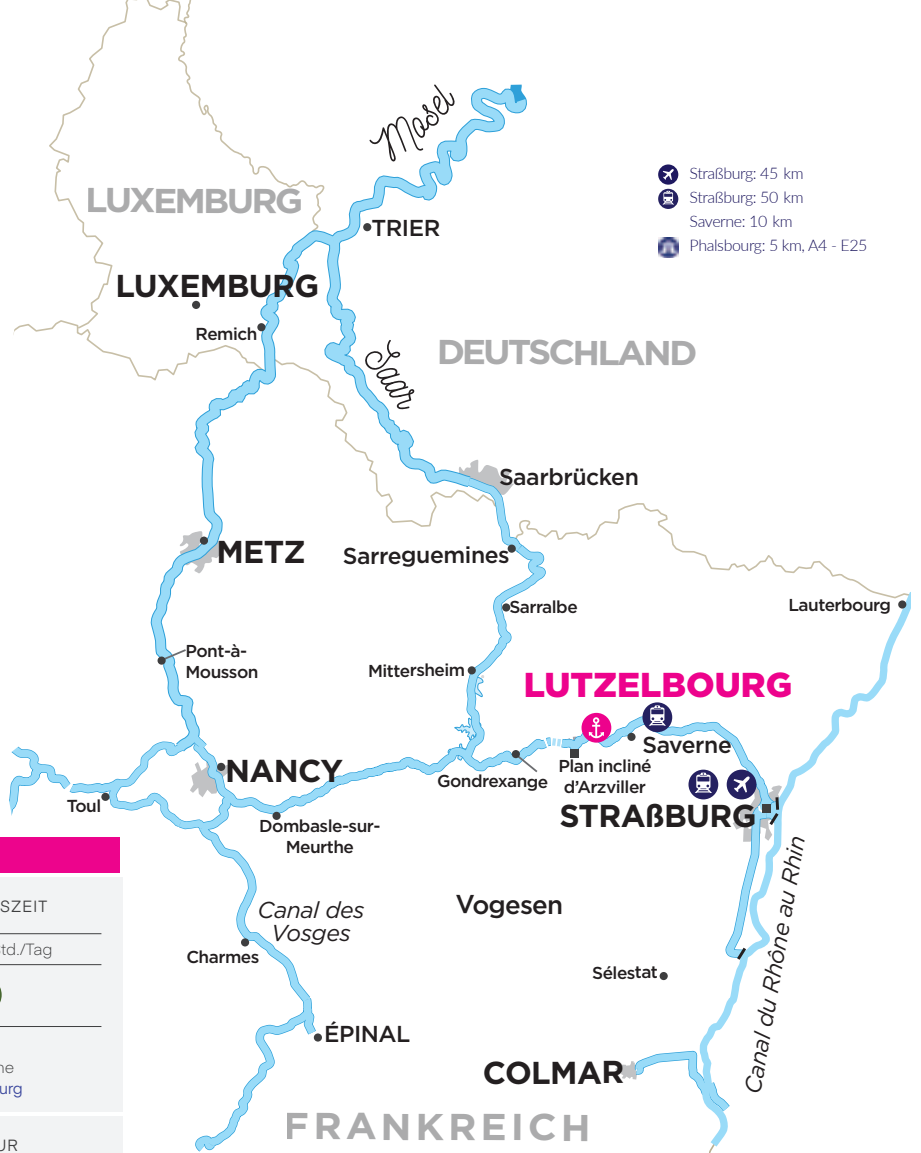 Mosel
Straßburg: 45 km
Straßburg: 50 km
Saverne: 10 km
Phalsbourg: 5 km, A4 - E25
LUXEMBURG
TRIER
LUXEMBURG
Remich
DEUTSCHLAND
Saar
Saarbrücken
METZ
Sarreguemines
Sarralbe
Lauterbourg
Pont-à-
Mousson
Mittersheim
LUTZELBOURG
Saverne
Plan incliné
d'Arzviller
Gondrexange
NANCY
Toul
STRAßBURG
Dombasle-sur-
Meurthe
SZEIT
td./Tag
Canal des
Vosges
Vogesen
Charmes
Canal du Rhône au Rhin
Sélestat
ÉPINAL
ne
urg
COLMAR
FRANKREICH
UR